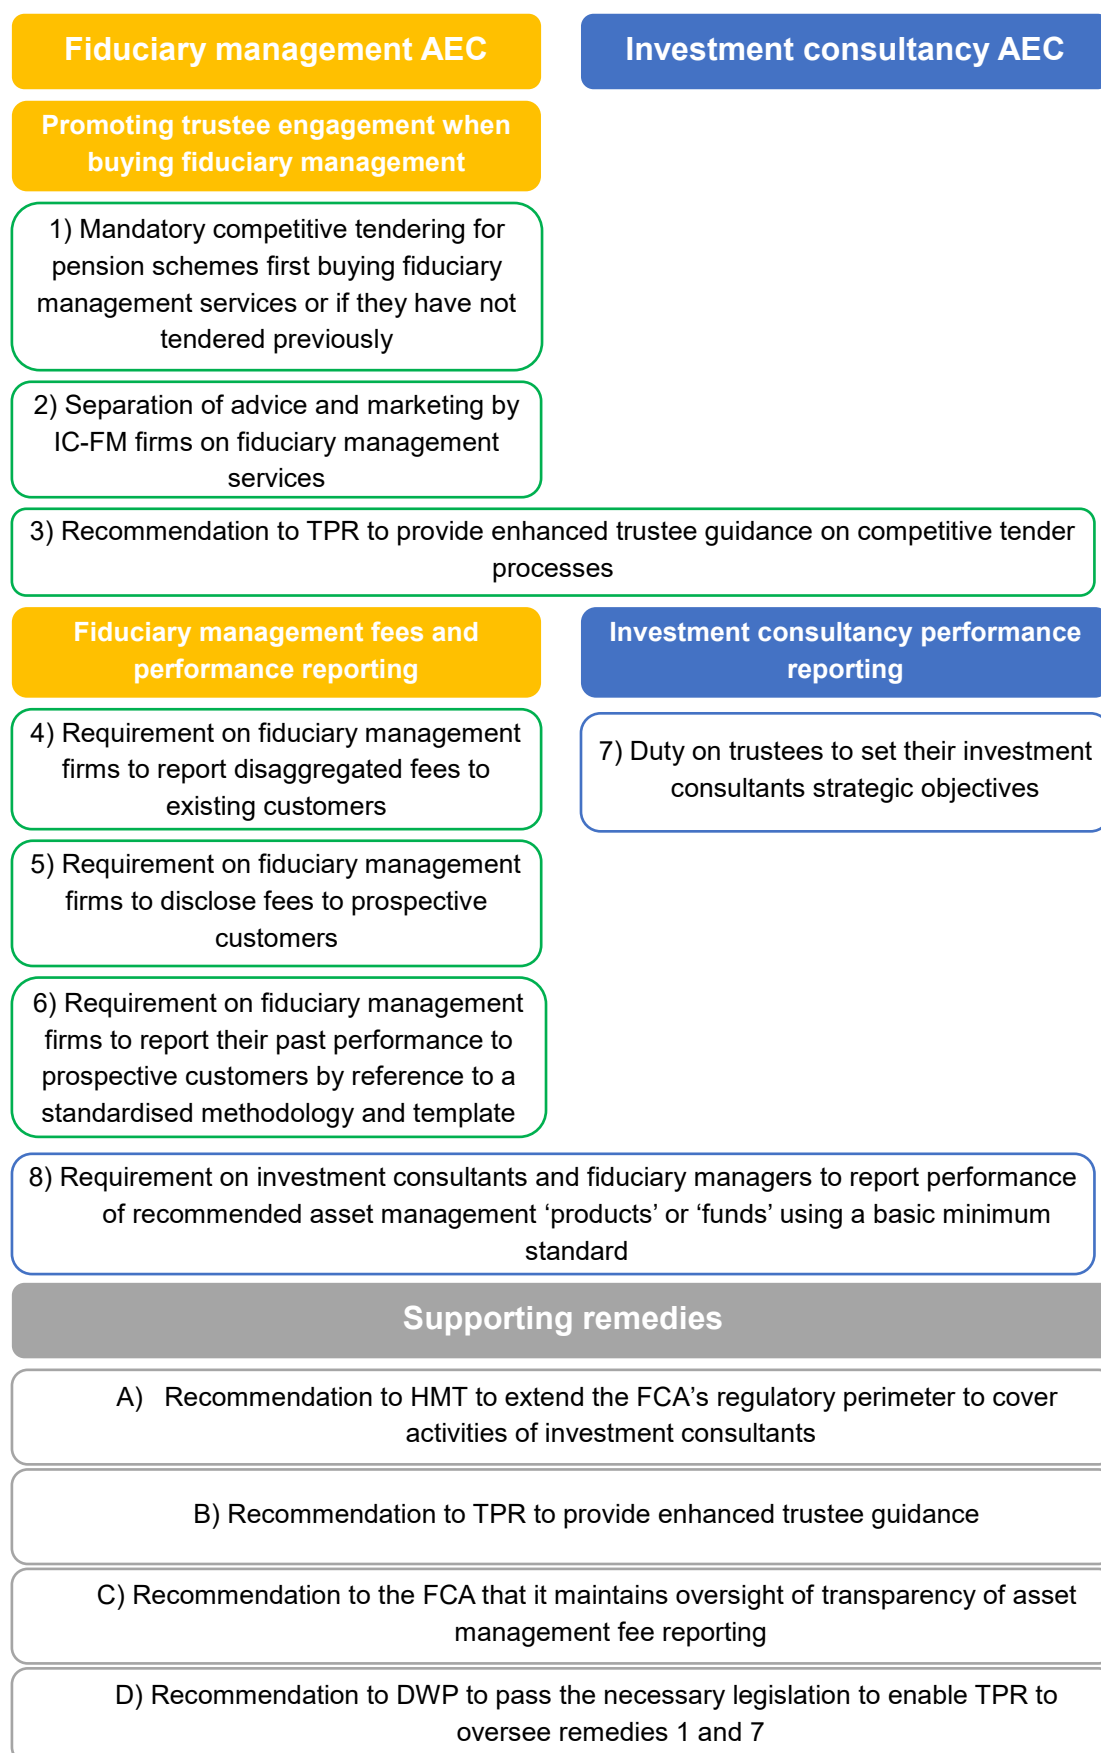 Fiduciary management AEC
Investment consultancy AEC
Promoting trustee engagement when
buying fiduciary management
1) Mandatory competitive tendering for
pension schemes first buying fiduciary
management services or if they have not
tendered previously
2) Separation of advice and marketing by
IC-FM firms on fiduciary management
services
3) Recommendation to TPR to provide enhanced trustee guidance on competitive tender
processes
Fiduciary management fees and
performance reporting
Investment consultancy performance
reporting
4) Requirement on fiduciary management
firms to report disaggregated fees to
existing customers
7) Duty on trustees to set their investment
consultants strategic objectives
5) Requirement on fiduciary management
firms to disclose fees to prospective
customers
6) Requirement on fiduciary management
firms to report their past performance to
prospective customers by reference to a
standardised methodology and template
8) Requirement on investment consultants and fiduciary managers to report performance
of recommended asset management ‘products’ or ‘funds’ using a basic minimum
standard
Supporting remedies
A) Recommendation to HMT to extend the FCA’s regulatory perimeter to cover
activities of investment consultants
B) Recommendation to TPR to provide enhanced trustee guidance
C) Recommendation to the FCA that it maintains oversight of transparency of asset
management fee reporting
D) Recommendation to DWP to pass the necessary legislation to enable TPR to
oversee remedies 1 and 7